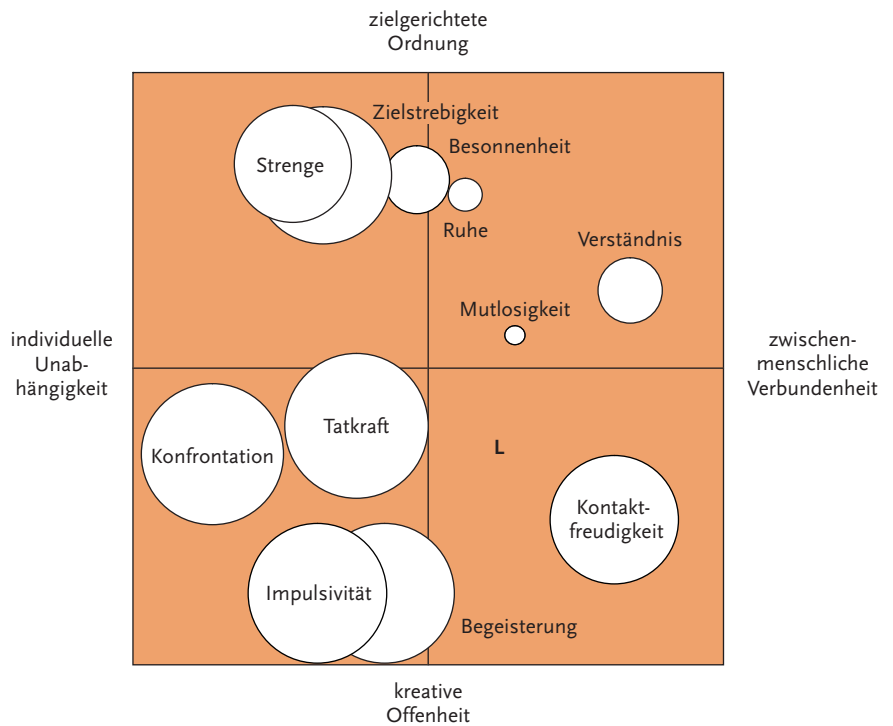 zielgerichtete
Ordnung
Zielstrebigkeit
Besonnenheit
Strenge
Ruhe
Verständnis
Mutlosigkeit
individuelle
Unab-
hängigkeit
zwischen-
menschliche
Verbundenheit
Tatkraft
Konfrontation
L
Kontakt-
freudigkeit
Impulsivität
Begeisterung
kreative
Offenheit